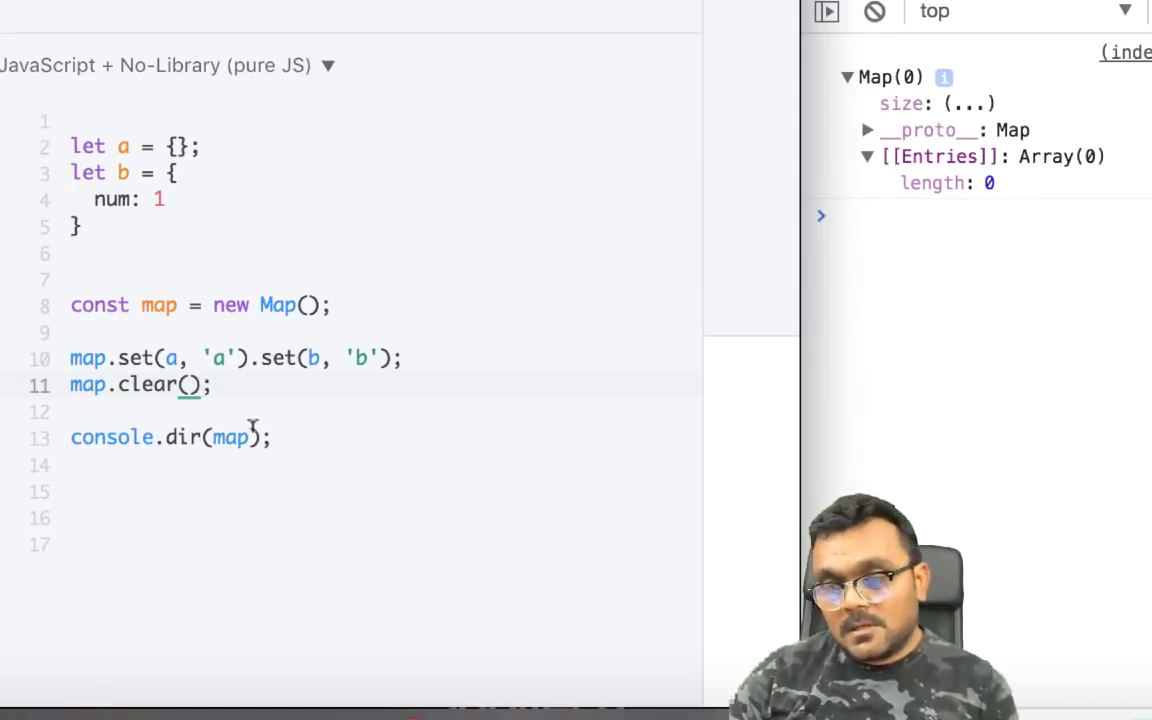 JavaScript + No-Library (pure JS) ▼
1
2 let a = {};
3 let b = {
4 num: 1
5 }
6
7
8 const map = new Map();
9
10 map.set(a, 'a').set(b, 'b');
11 map.clear();
12
13 console.dir(map);
14
15
16
17
top ▼
(inde
▼Map(0) i
size: (...)
▶__proto__: Map
▼[[Entries]]: Array(0)
length: 0
>